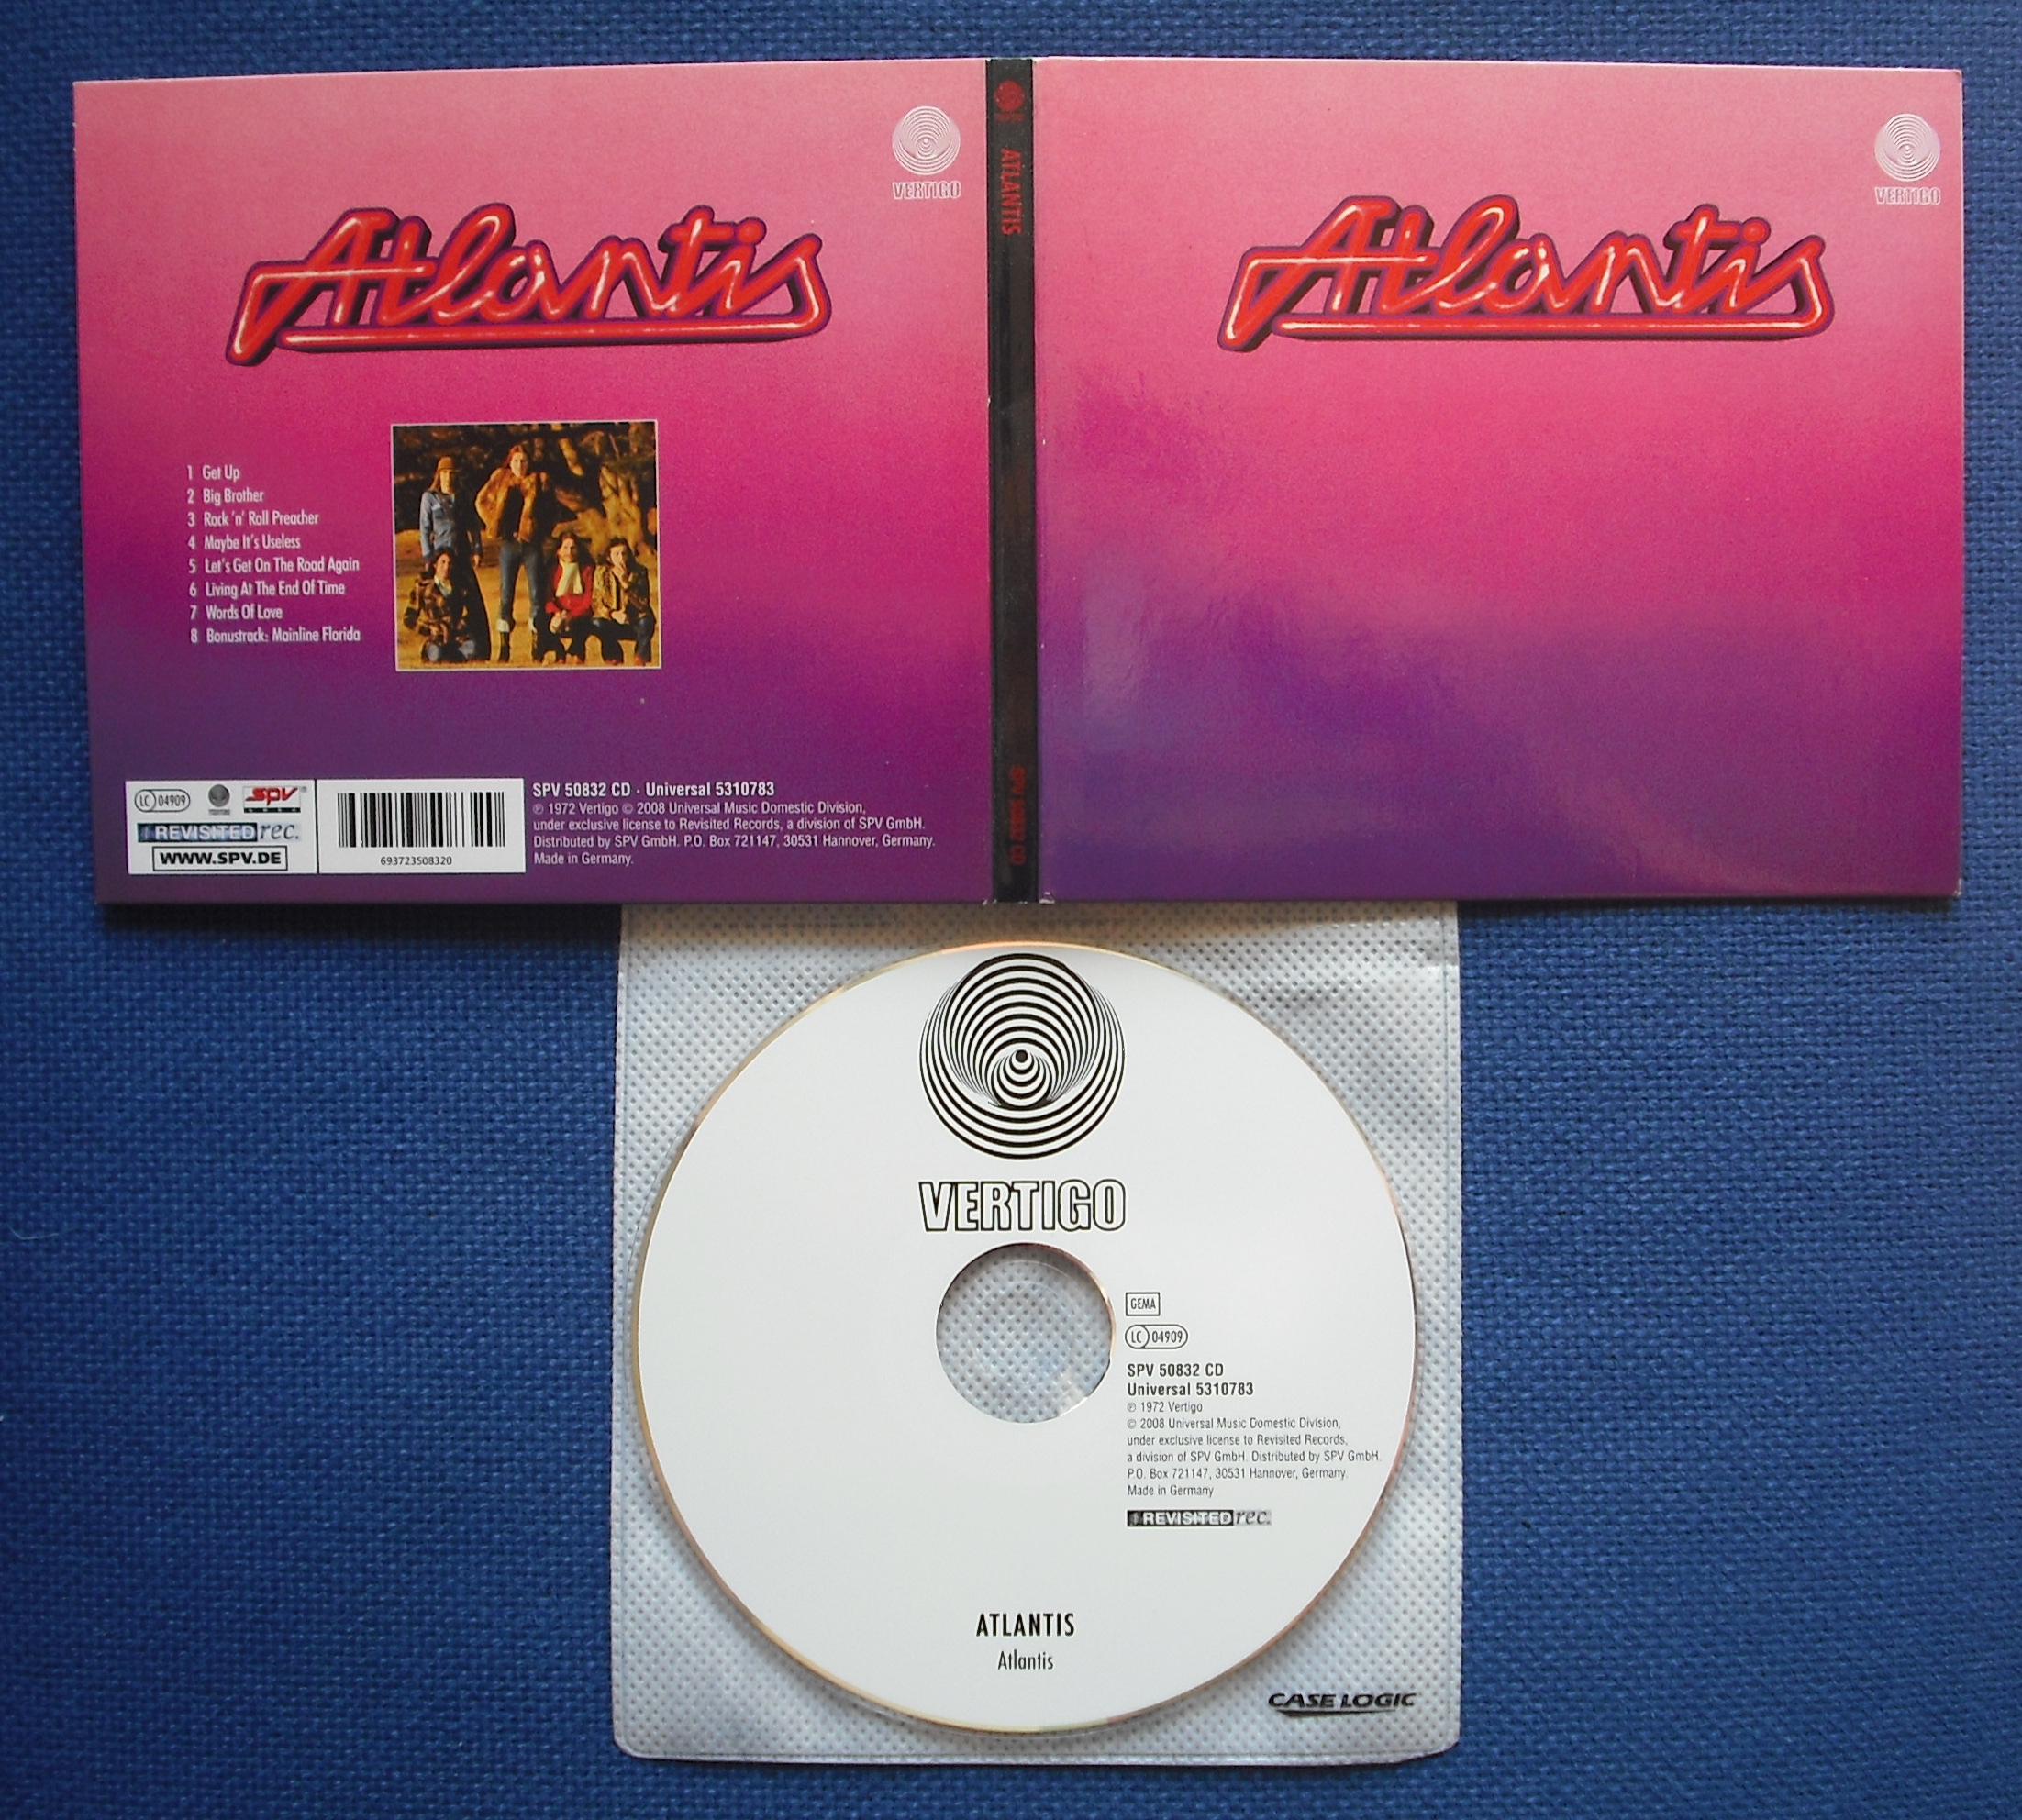 VERTIGO
Atlantis
1 Get Up
2 Big Brother
3 Rock 'n' Roll Preacher
4 Maybe It's Useless
5 Let's Get On The Road Again
6 Living At The End Of Time
7 Words Of Love
8 Bonustrack: Mainline Florida
LC 04909
spv
REVISITED rec.
WWW.SPV.DE
693723508320
SPV 50832 CD · Universal 5310783
℗ 1972 Vertigo © 2008 Universal Music Domestic Division,
under exclusive license to Revisited Records, a division of SPV GmbH.
Distributed by SPV GmbH. P.O. Box 721147, 30531 Hannover, Germany.
Made in Germany.
ATLANTIS
SPV 50832 CD
VERTIGO
Atlantis
VERTIGO
GEMA
LC 04909
SPV 50832 CD
Universal 5310783
℗ 1972 Vertigo
© 2008 Universal Music Domestic Division,
under exclusive license to Revisited Records,
a division of SPV GmbH. Distributed by SPV GmbH.
P.O. Box 721147, 30531 Hannover, Germany.
Made in Germany
REVISITED rec.
ATLANTIS
Atlantis
CASE LOGIC